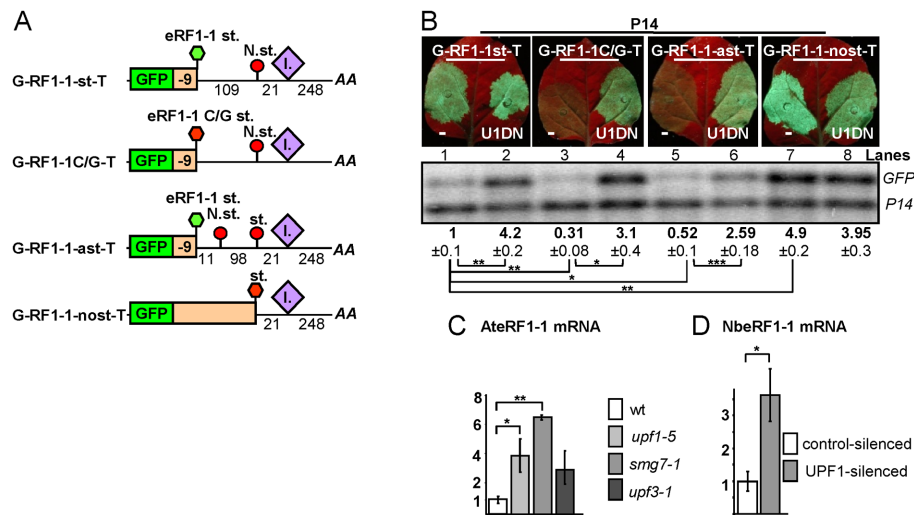 A
eRF1-1 st.
N.st.
I.
G-RF1-1-st-T
GFP
-9
AA
109
21
248
eRF1-1 C/G st.
N.st.
I.
G-RF1-1C/G-T
GFP
-9
AA
eRF1-1 st.
N.st.
st.
I.
G-RF1-1-ast-T
GFP
-9
AA
11
98
21
248
st.
I.
G-RF1-1-nost-T
GFP
AA
21
248
B
P14
G-RF1-1st-T G-RF1-1C/G-T G-RF1-1-ast-T G-RF1-1-nost-T
- U1DN - U1DN - U1DN - U1DN
1 2 3 4 5 6 7 8 Lanes
GFP
P14
1 4.2 0.31 3.1 0.52 2.59 4.9 3.95
±0.1 ±0.2 ±0.08 ±0.4 ±0.1 ±0.18 ±0.2 ±0.3
** * ***
**
*
**
C AteRF1-1 mRNA
8
6
4
2
1
*
**
wt
upf1-5
smg7-1
upf3-1
D NbeRF1-1 mRNA
3
2
1
*
control-silenced
UPF1-silenced